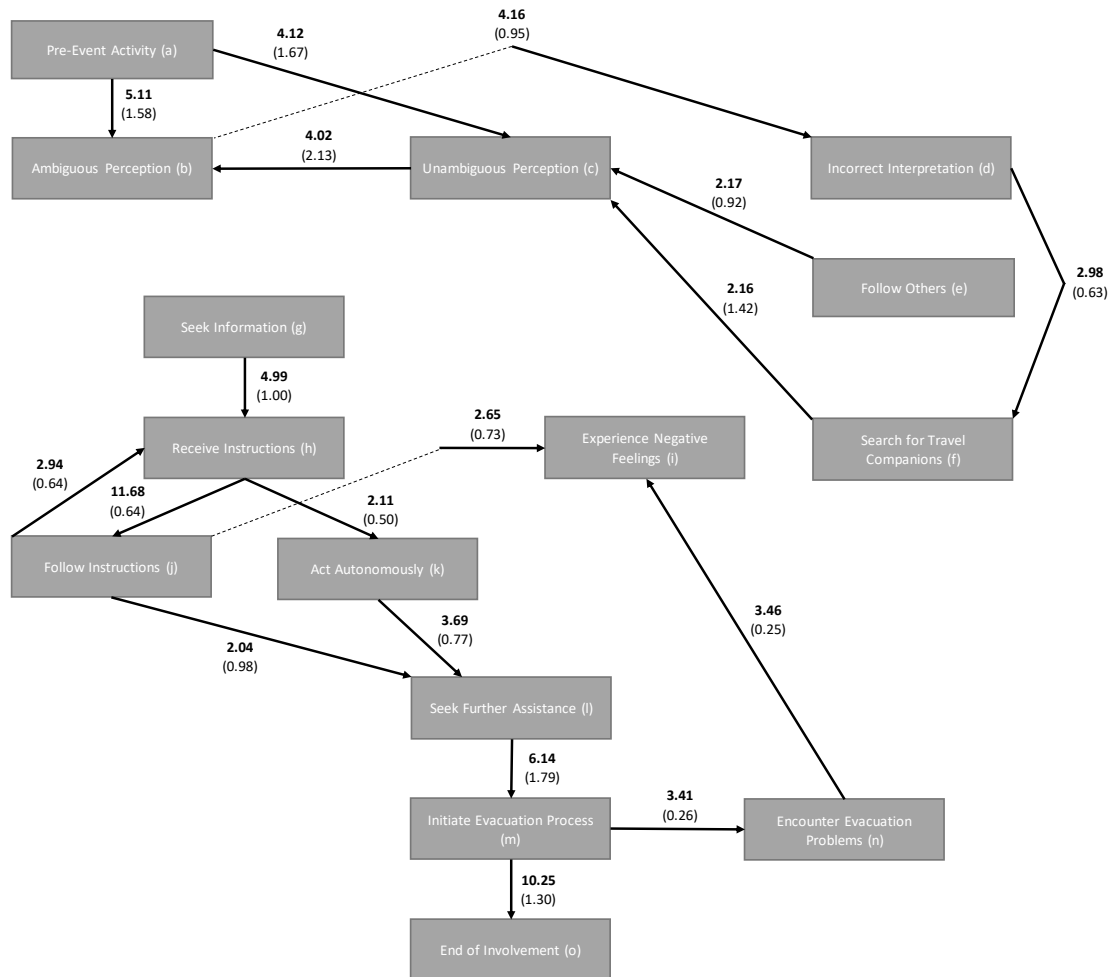 4.16
(0.95)
4.12
(1.67)
Pre-Event Activity (a)
5.11
(1.58)
4.02
(2.13)
Ambiguous Perception (b)
Unambiguous Perception (c)
Incorrect Interpretation (d)
2.17
(0.92)
2.98
(0.63)
Follow Others (e)
2.16
(1.42)
Seek Information (g)
4.99
(1.00)
2.65
(0.73)
Receive Instructions (h)
Experience Negative
Feelings (i)
Search for Travel
Companions (f)
2.94
(0.64)
11.68
(0.64)
2.11
(0.50)
Follow Instructions (j)
Act Autonomously (k)
3.46
(0.25)
3.69
(0.77)
2.04
(0.98)
Seek Further Assistance (l)
6.14
(1.79)
3.41
(0.26)
Initiate Evacuation Process
(m)
Encounter Evacuation
Problems (n)
10.25
(1.30)
End of Involvement (o)